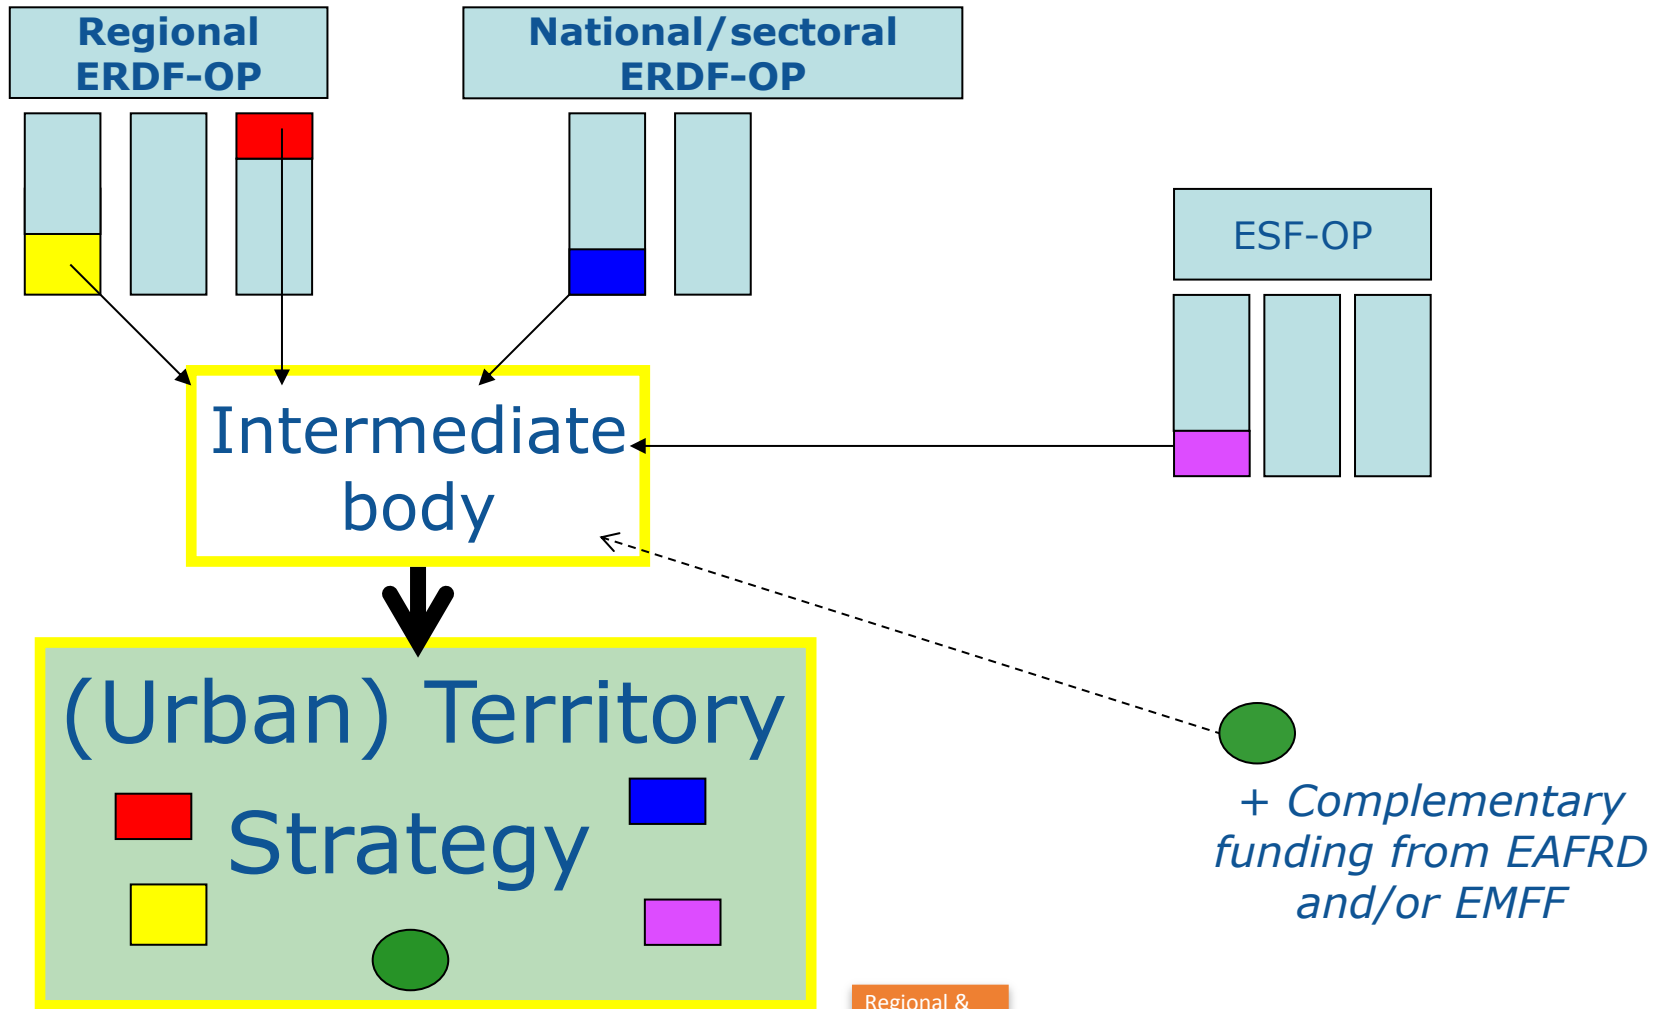 Regional
ERDF-OP
National/sectoral
ERDF-OP
ESF-OP
Intermediate
body
(Urban) Territory
Strategy
+ Complementary
funding from EAFRD
and/or EMFF
Regional &